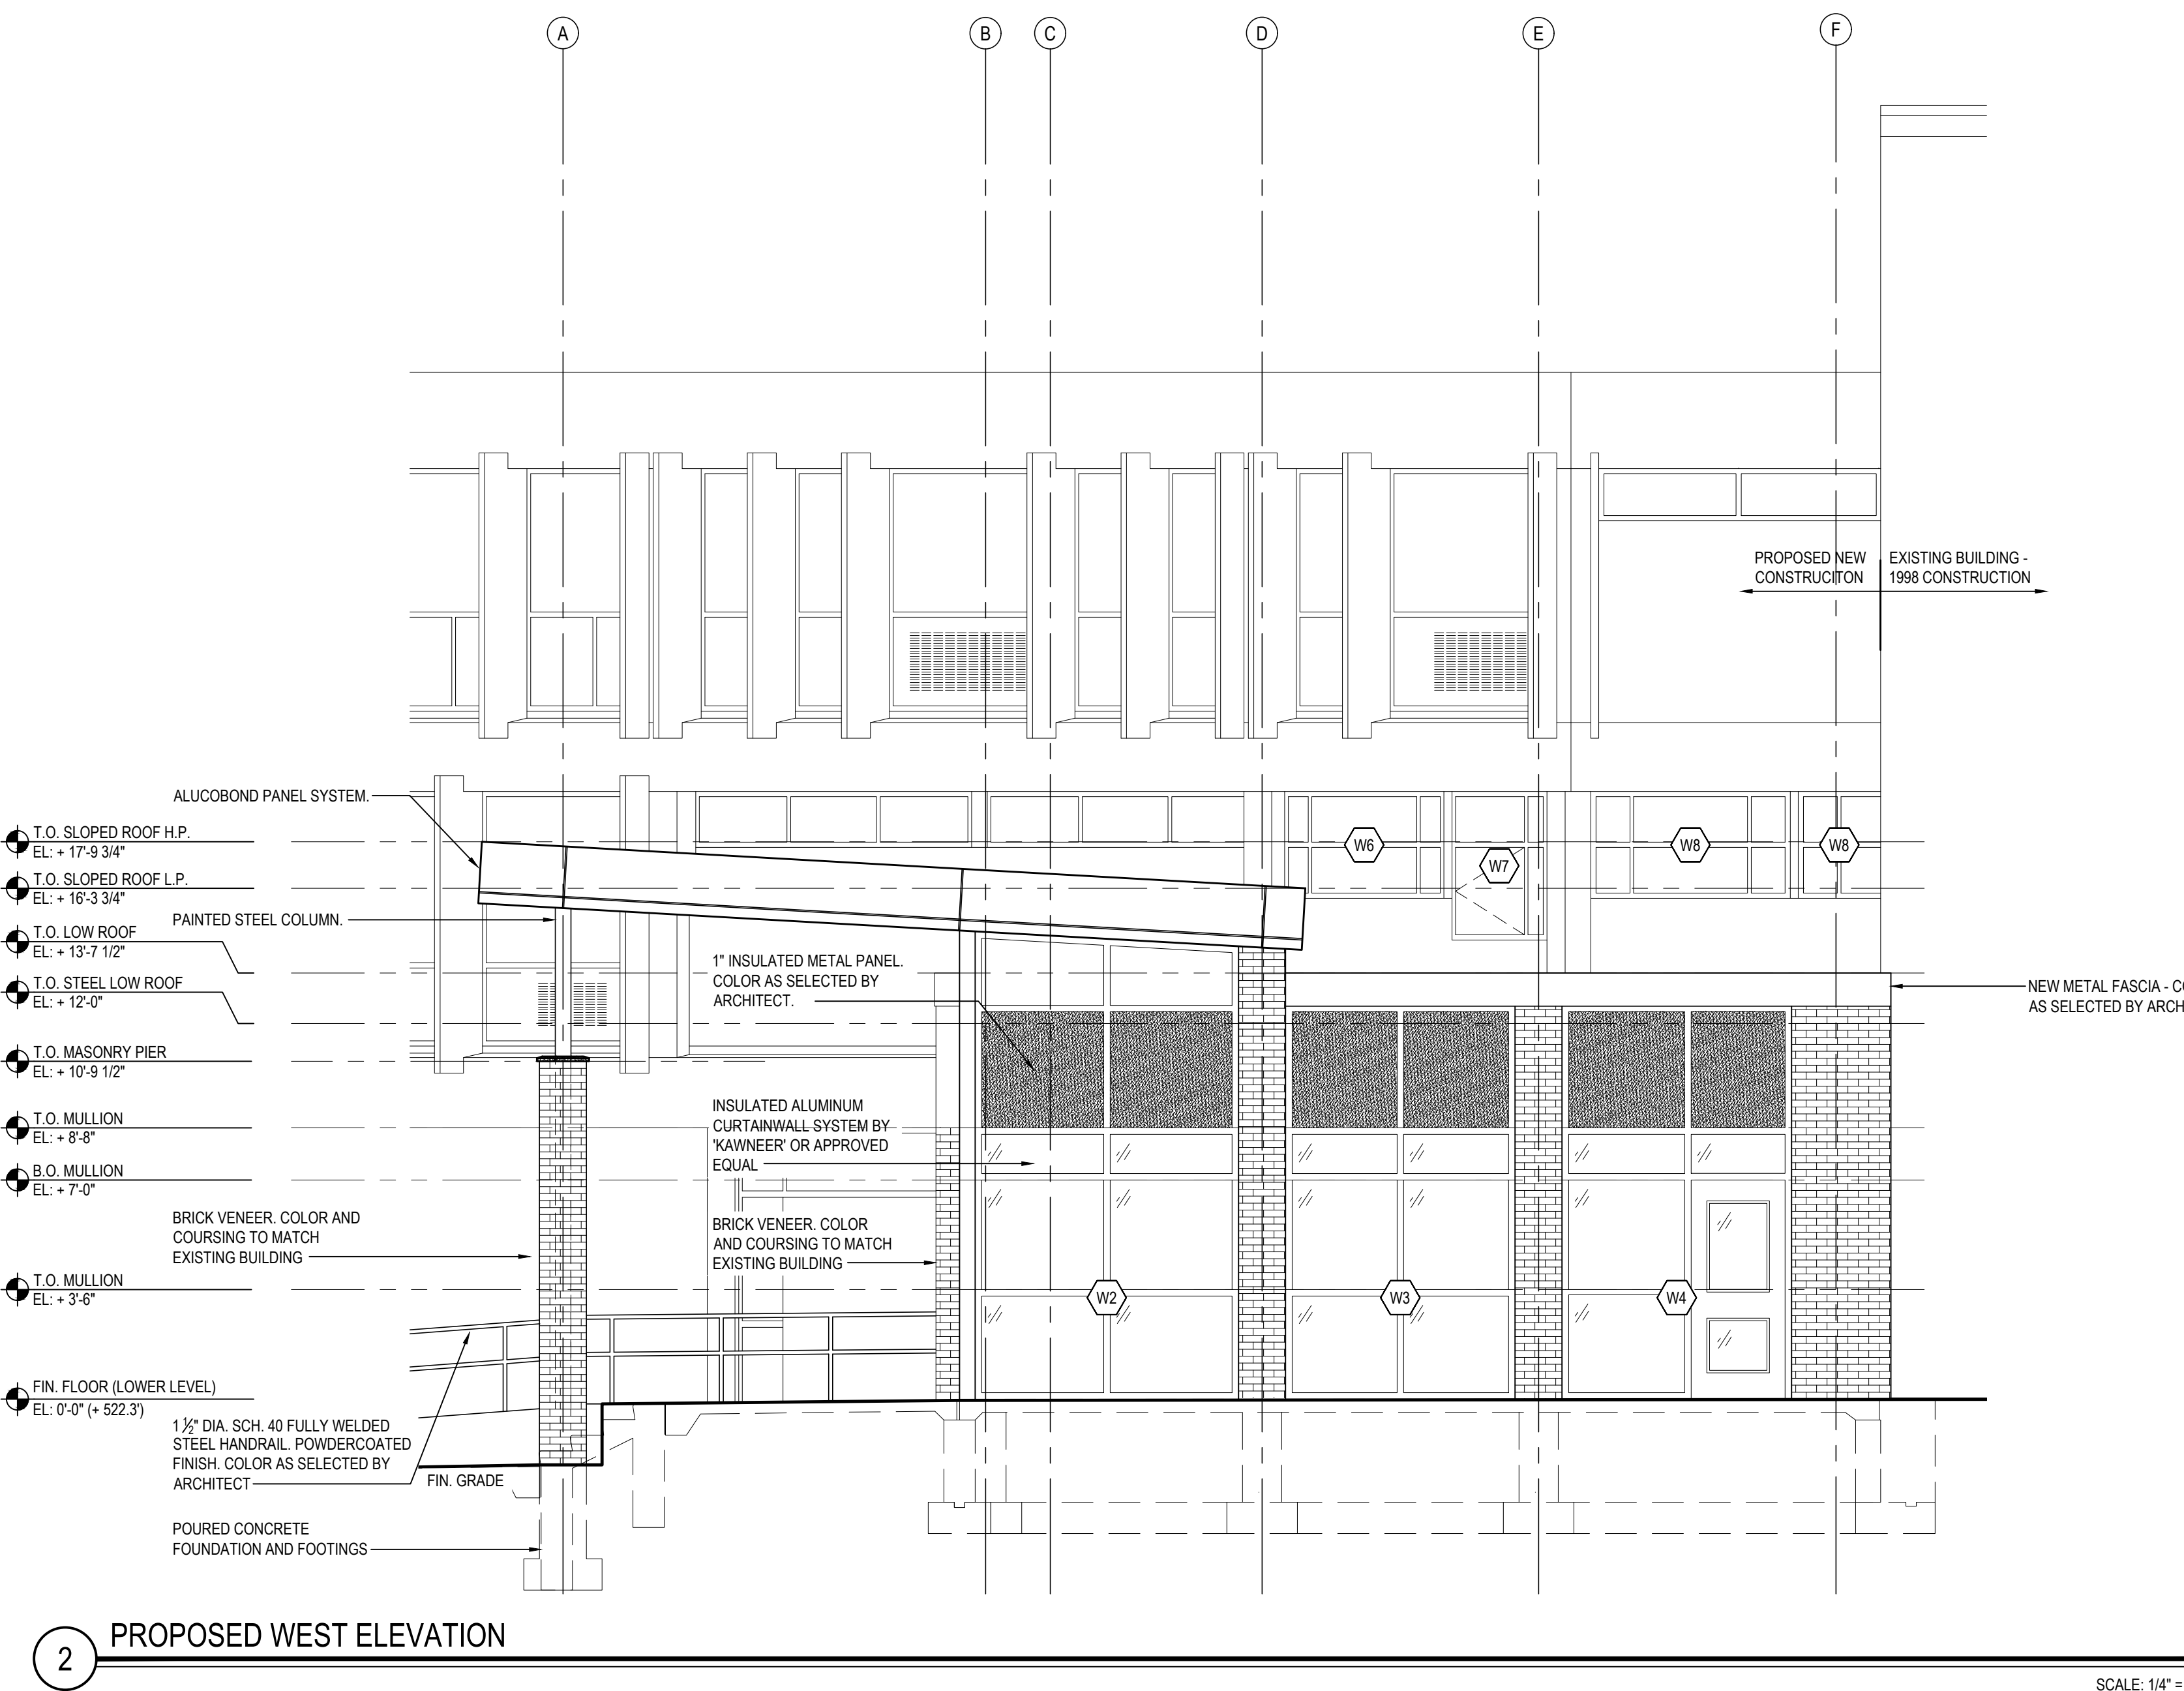 A
B
C
D
E
F
PROPOSED NEW
CONSTRUCITON
EXISTING BUILDING -
1998 CONSTRUCTION
ALUCOBOND PANEL SYSTEM.
T.O. SLOPED ROOF H.P.
EL: + 17'-9 3/4"
W6
W7
W8
W8
T.O. SLOPED ROOF L.P.
EL: + 16'-3 3/4"
PAINTED STEEL COLUMN.
T.O. LOW ROOF
EL: + 13'-7 1/2"
1" INSULATED METAL PANEL.
COLOR AS SELECTED BY
ARCHITECT.
T.O. STEEL LOW ROOF
EL: + 12'-0"
NEW METAL FASCIA -
AS SELECTED BY
T.O. MASONRY PIER
EL: + 10'-9 1/2"
INSULATED ALUMINUM
CURTAINWALL SYSTEM BY
'KAWNEER' OR APPROVED
EQUAL
T.O. MULLION
EL: + 8'-8"
B.O. MULLION
EL: + 7'-0"
BRICK VENEER. COLOR AND
COURSING TO MATCH
EXISTING BUILDING
BRICK VENEER. COLOR
AND COURSING TO MATCH
EXISTING BUILDING
T.O. MULLION
EL: + 3'-6"
W2
W3
W4
FIN. FLOOR (LOWER LEVEL)
EL: 0'-0" (+ 522.3')
1 1/2" DIA. SCH. 40 FULLY WELDED
STEEL HANDRAIL. POWDERCOATED
FINISH. COLOR AS SELECTED BY
ARCHITECT
FIN. GRADE
POURED CONCRETE
FOUNDATION AND FOOTINGS
2
PROPOSED WEST ELEVATION
SCALE: 1/4" =